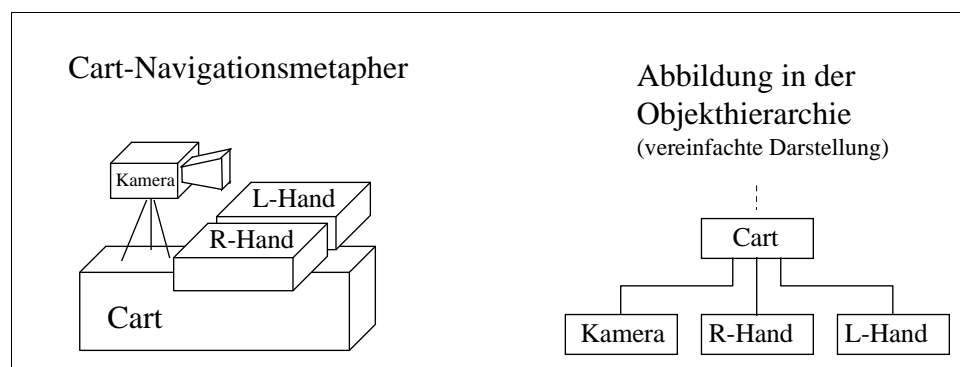 Cart-Navigationsmetapher
Kamera
L-Hand
R-Hand
Cart
Abbildung in der
Objekthierarchie
(vereinfachte Darstellung)
Cart
Kamera
R-Hand
L-Hand